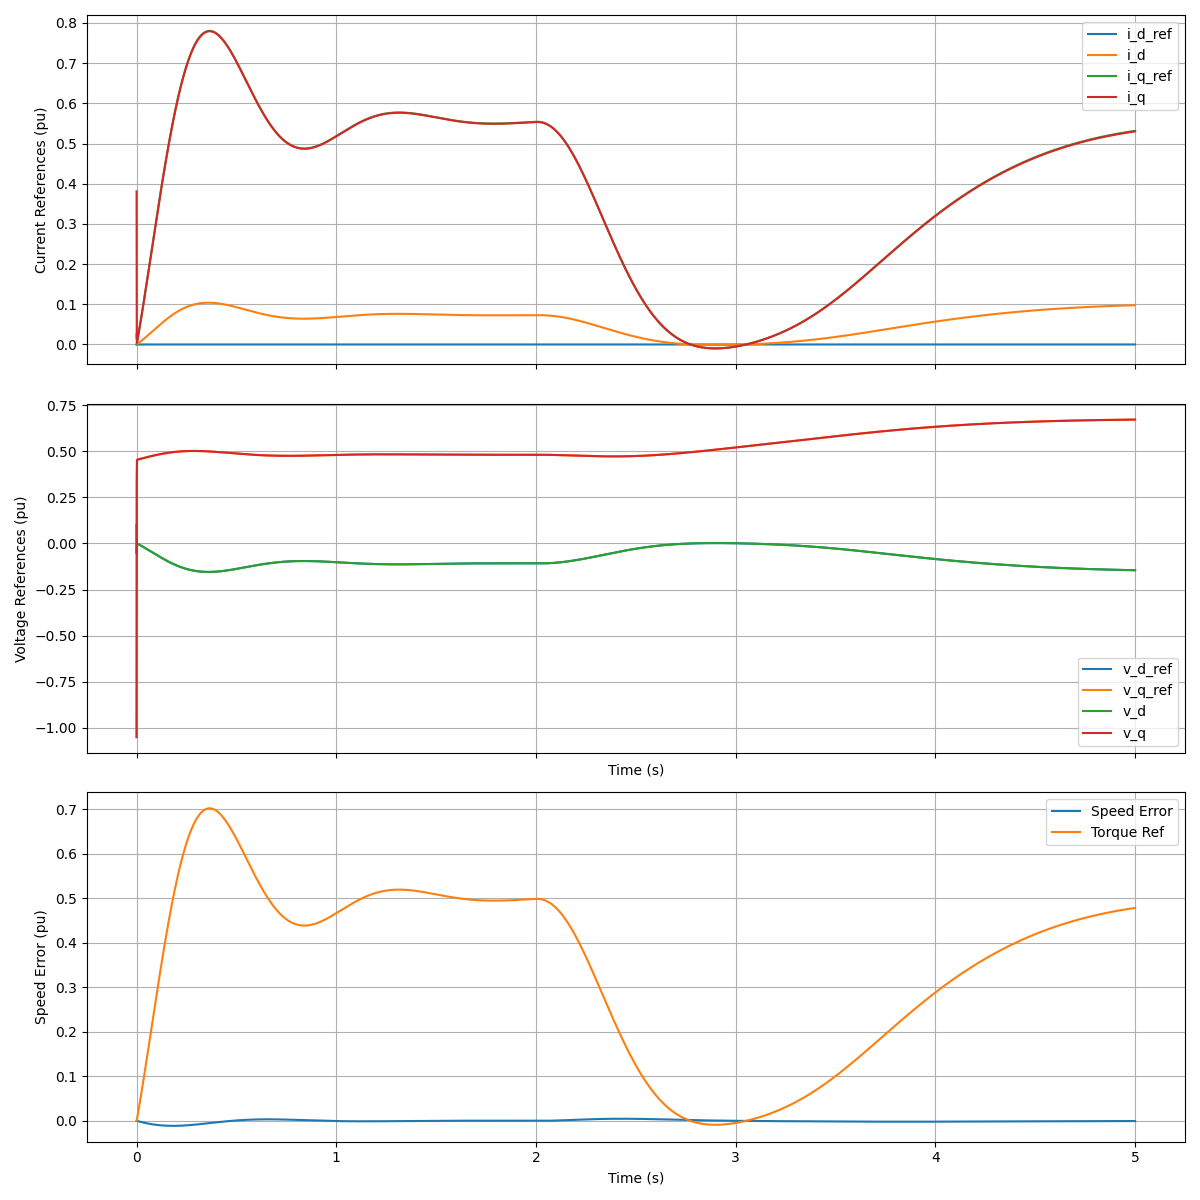 0.8
0.7
0.6
0.5
0.4
0.3
0.2
0.1
0.0
Current References (pu)
i_d_ref
i_d
i_q_ref
i_q
0.75
0.50
0.25
0.00
−0.25
−0.50
−0.75
−1.00
Voltage References (pu)
v_d_ref
v_q_ref
v_d
v_q
Time (s)
0.7
0.6
0.5
0.4
0.3
0.2
0.1
0.0
Speed Error (pu)
Speed Error
Torque Ref
0 1 2 3 4 5
Time (s)